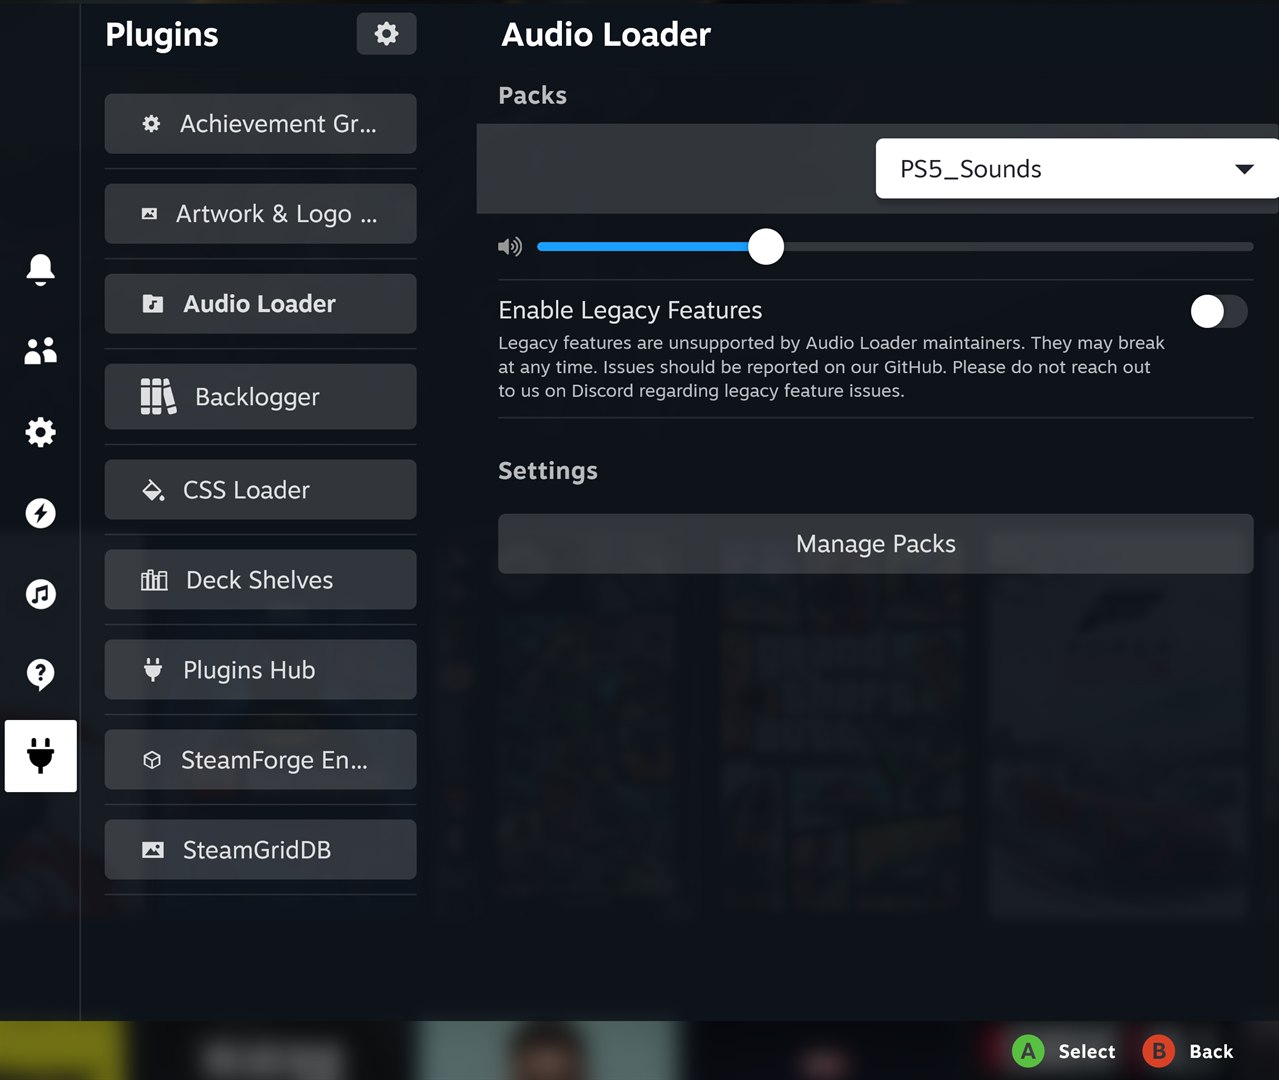 Plugins
Achievement Gr...
Artwork & Logo ...
Audio Loader
Backlogger
CSS Loader
Deck Shelves
Plugins Hub
SteamForge En...
SteamGridDB
Audio Loader
Packs
PS5_Sounds
Enable Legacy Features
Legacy features are unsupported by Audio Loader maintainers. They may break
at any time. Issues should be reported on our GitHub. Please do not reach out
to us on Discord regarding legacy feature issues.
Settings
Manage Packs
A Select
B Back